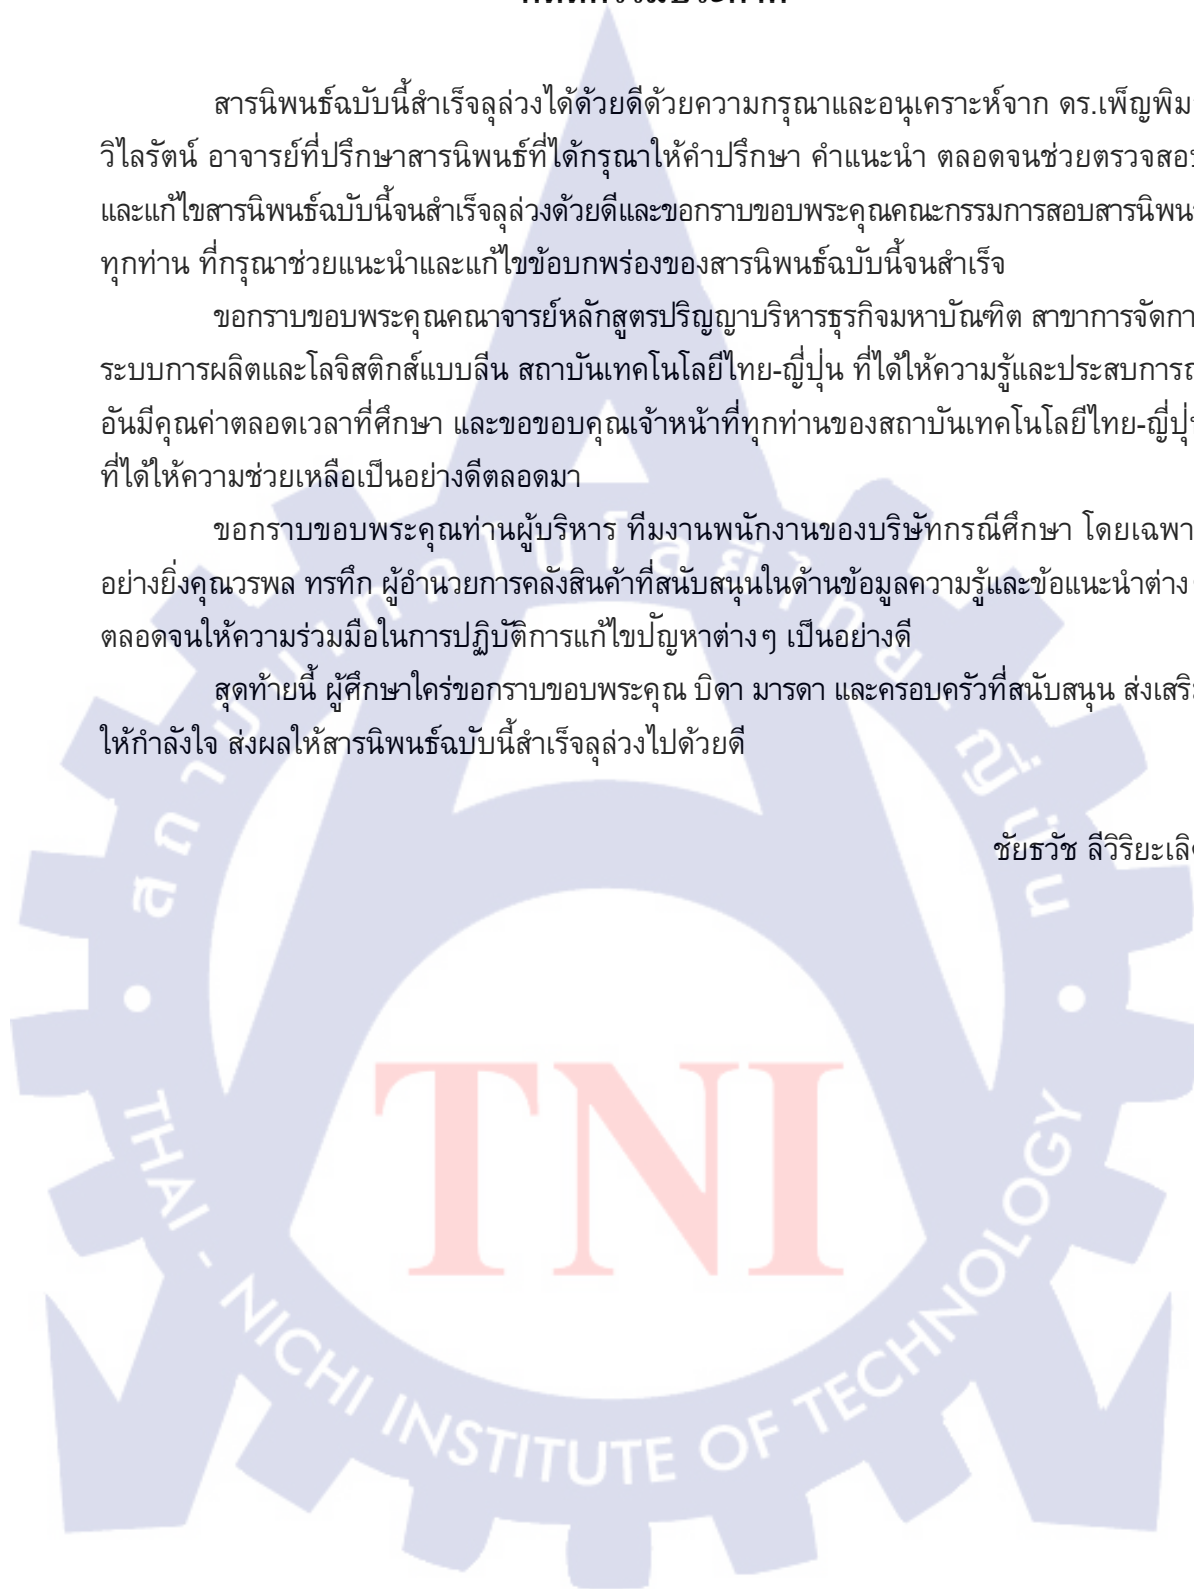 สารนิพนธ์ฉบับนี้สำเร็จลุล่วงได้ด้วยดีด้วยความกรุณาและอนุเคราะห์จาก ดร.เพ็ญพิม
วิไลรัตน์ อาจารย์ที่ปรึกษาสารนิพนธ์ที่ได้กรุณาให้คำปรึกษา คำแนะนำ ตลอดจนช่วยตรวจสอบ
และแก้ไขสารนิพนธ์ฉบับนี้จนสำเร็จลุล่วงด้วยดีและขอกราบขอบพระคุณคณะกรรมการสอบสารนิพนธ์
ทุกท่าน ที่กรุณาช่วยแนะนำและแก้ไขข้อบกพร่องของสารนิพนธ์ฉบับนี้จนสำเร็จ
ขอกราบขอบพระคุณคณาจารย์หลักสูตรปริญญาบริหารธุรกิจมหาบัณฑิต สาขาการจัดกา
ระบบการผลิตและโลจิสติกส์แบบลีน สถาบันเทคโนโลยีไทย-ญี่ปุ่น ที่ได้ให้ความรู้และประสบการณ
อันมีคุณค่าตลอดเวลาที่ศึกษา และขอขอบคุณเจ้าหน้าที่ทุกท่านของสถาบันเทคโนโลยีไทย-ญี่ปุ่น
ที่ได้ให้ความช่วยเหลือเป็นอย่างดีตลอดมา
ขอกราบขอบพระคุณท่านผู้บริหาร ทีมงานพนักงานของบริษัทกรณีศึกษา โดยเฉพา
อย่างยิ่งคุณวรพล ทรทึก ผู้อำนวยการคลังสินค้าที่สนับสนุนในด้านข้อมูลความรู้และข้อแนะนำต่าง
ตลอดจนให้ความร่วมมือในการปฏิบัติการแก้ไขปัญหาต่างๆ เป็นอย่างดี
สุดท้ายนี้ ผู้ศึกษาใคร่ขอกราบขอบพระคุณ บิดา มารดา และครอบครัวที่สนับสนุน ส่งเสริม
ให้กำลังใจ ส่งผลให้สารนิพนธ์ฉบับนี้สำเร็จลุล่วงไปด้วยดี
ชัยธวัช ลีวิริยะเลิ
สถาบันเทคโนโลยีไทย-ญี่ปุ่น
TNI
THAI - NICHI INSTITUTE OF TECHNOLOGY